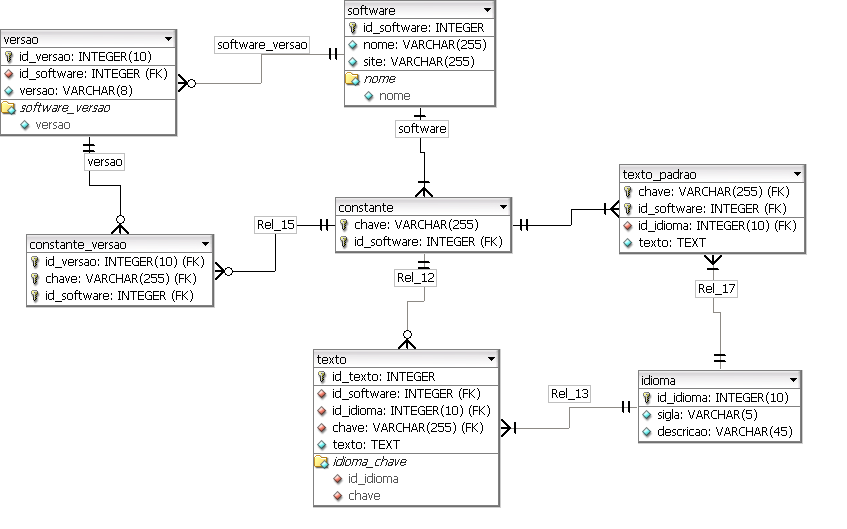 software
id_software: INTEGER
nome: VARCHAR(255)
site: VARCHAR(255)
nome
nome
versao
id_versao: INTEGER(10)
id_software: INTEGER (FK)
versao: VARCHAR(8)
software_versao
versao
software_versao
software
versao
constante
chave: VARCHAR(255)
id_software: INTEGER (FK)
texto_padrao
chave: VARCHAR(255) (FK)
id_software: INTEGER (FK)
id_idioma: INTEGER(10) (FK)
texto: TEXT
Rel_15
constante_versao
id_versao: INTEGER(10) (FK)
chave: VARCHAR(255) (FK)
id_software: INTEGER (FK)
Rel_12
Rel_17
texto
id_texto: INTEGER
id_software: INTEGER (FK)
id_idioma: INTEGER(10) (FK)
chave: VARCHAR(255) (FK)
texto: TEXT
idioma_chave
id_idioma
chave
Rel_13
idioma
id_idioma: INTEGER(10)
sigla: VARCHAR(5)
descricao: VARCHAR(45)